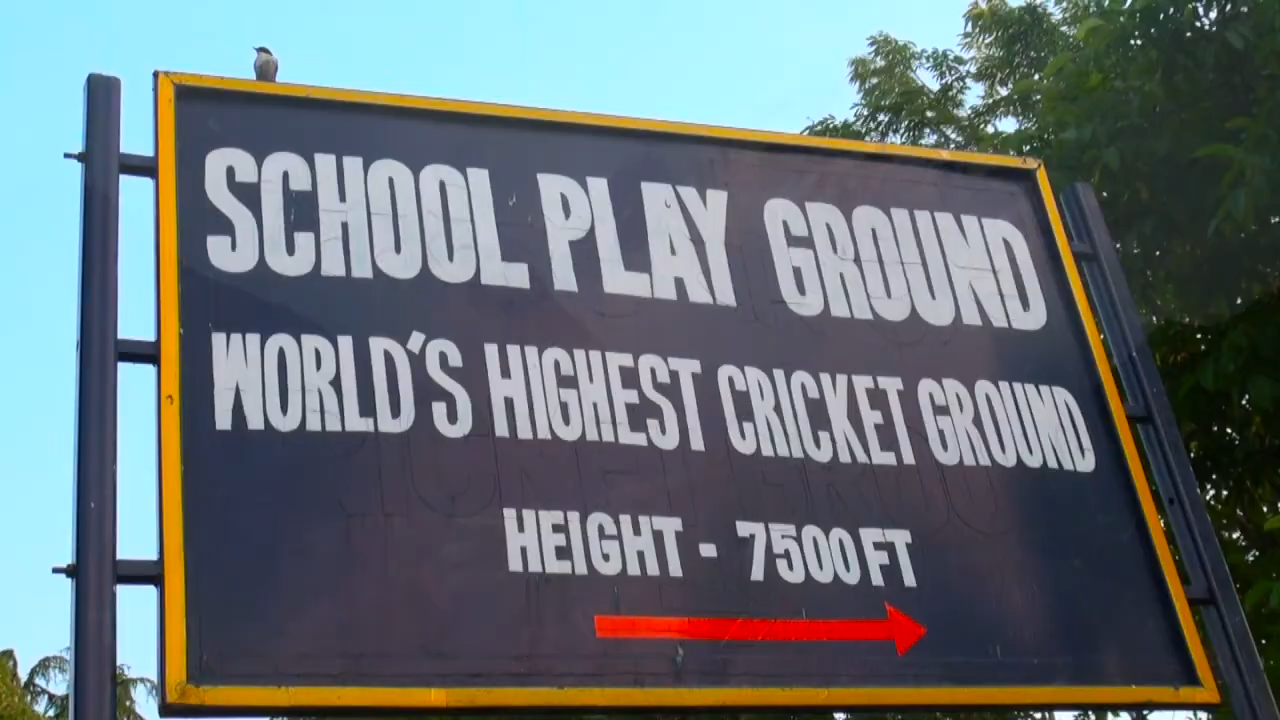 SCHOOL PLAY GROUND
WORLD'S HIGHEST CRICKET GROUND
HEIGHT - 7500 FT